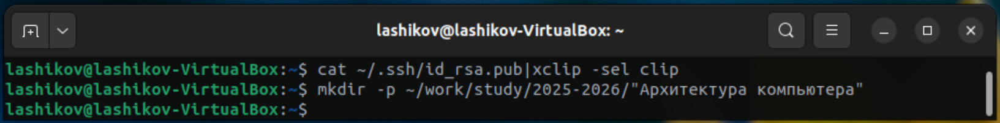 lashikov@lashikov-VirtualBox: ~
lashikov@lashikov-VirtualBox:~$ cat ~/.ssh/id_rsa.pub|xclip -sel clip
lashikov@lashikov-VirtualBox:~$ mkdir -p ~/work/study/2025-2026/"Архитектура компьютера"
lashikov@lashikov-VirtualBox:~$